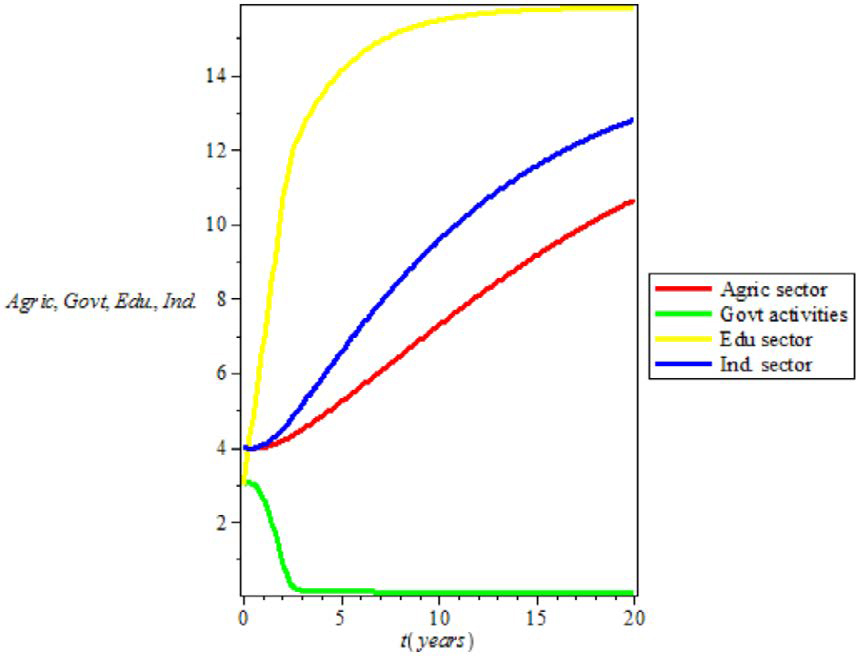 14
12
10
8
6
4
2
Agric, Govt, Edu., Ind.
0 5 10 15 20
t( years )
Agric sector
Govt activities
Edu sector
Ind. sector